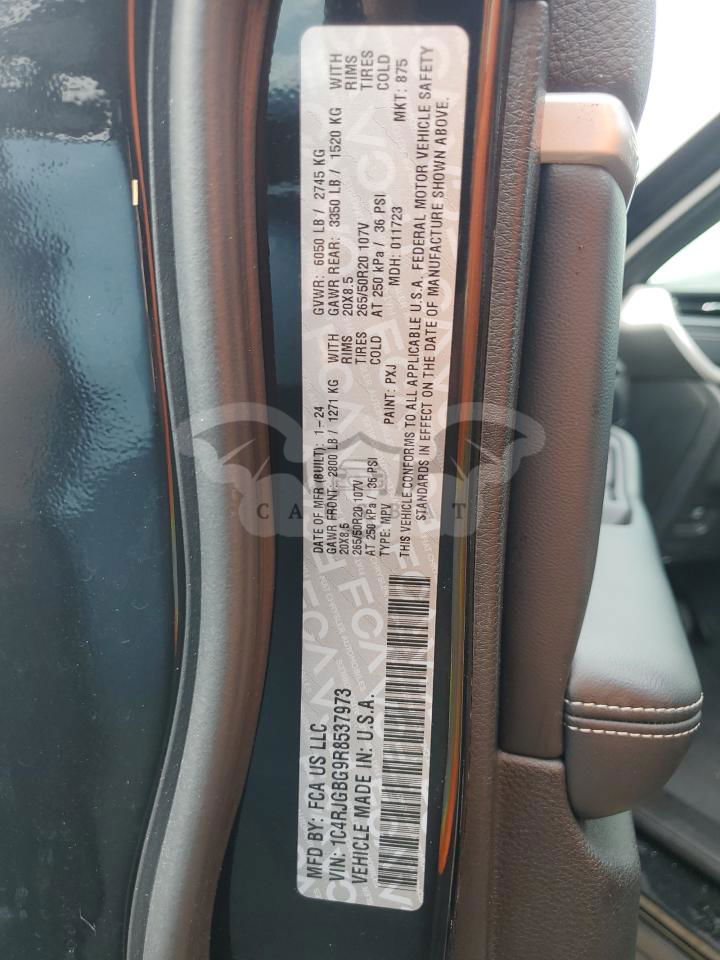 MFD BY: FCA US LLC
DATE OF MFR (BUILT): 1-24
GVWR: 6050 LB / 2745 KG
VIN: 1C4RJGBG9R8537973
GAWR FRONT: 2800 LB / 1271 KG WITH
GAWR REAR: 3350 LB / 1520 KG WITH
VEHICLE MADE IN: U.S.A.
20X8.5 RIMS
20X8.5 RIMS
265/50R20 107V TIRES
265/50R20 107V TIRES
AT 250 kPa / 36 PSI COLD
AT 250 kPa / 36 PSI COLD
TYPE: MPV PAINT: PXJ MDH: 011723 MKT: 875
THIS VEHICLE CONFORMS TO ALL APPLICABLE U.S.A. FEDERAL MOTOR VEHICLE SAFETY
STANDARDS IN EFFECT ON THE DATE OF MANUFACTURE SHOWN ABOVE.